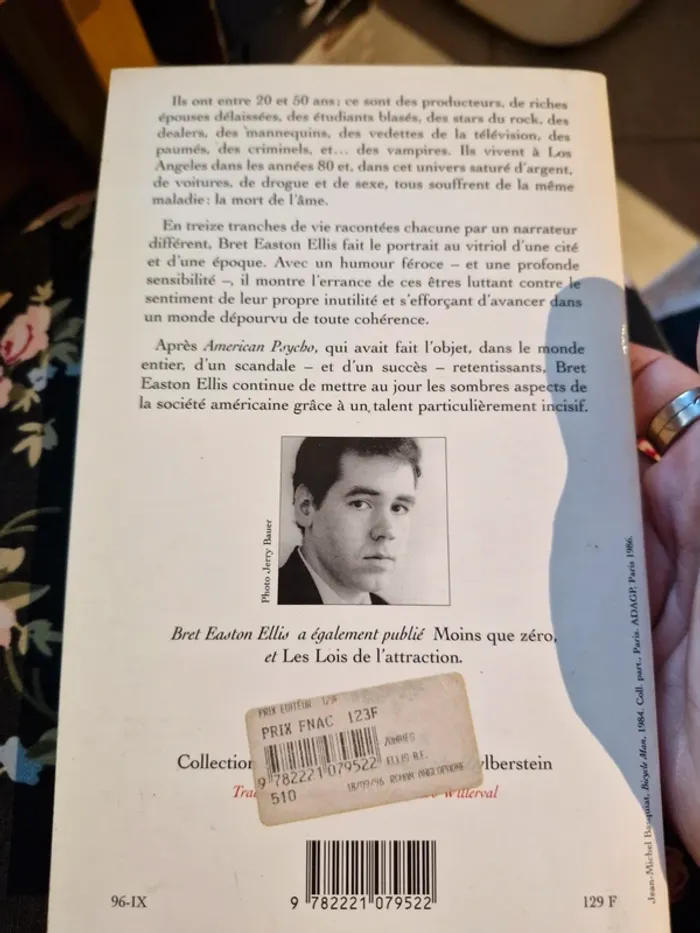 Ils ont entre 20 et 50 ans ; ce sont des producteurs, de riches
épouses délaissées, des étudiants blasés, des stars du rock, des
dealers, des mannequins, des vedettes de la télévision, des
paumés, des criminels, et... des vampires. Ils vivent à Los
Angeles dans les années 80 et, dans cet univers saturé d'argent,
de voitures, de drogue et de sexe, tous souffrent de la même
maladie : la mort de l'âme.
En treize tranches de vie racontées chacune par un narrateur
différent, Bret Easton Ellis fait le portrait au vitriol d'une cité
et d'une époque. Avec un humour féroce – et une profonde
sensibilité –, il montre l'errance de ces êtres luttant contre le
sentiment de leur propre inutilité et s'efforçant d'avancer dans
un monde dépourvu de toute cohérence.
Après American Psycho, qui avait fait l'objet, dans le monde
entier, d'un scandale – et d'un succès – retentissants, Bret
Easton Ellis continue de mettre au jour les sombres aspects de
la société américaine grâce à un talent particulièrement incisif.
Photo Jerry Bauer
Bret Easton Ellis a également publié Moins que zéro,
et Les Lois de l'attraction.
PRIX EDITEUR 129F
PRIX FNAC 123F
ZOMBIES
ELLIS B.E.
9 782221 079522
18/09/96 ROMAN ANGLOPHONE
510
Collection ylberstein
Willerval
9 782221 079522
96-IX
129 F
Jean-Michel Basquiat, Bicycle Man, 1984. Coll. part., Paris. ADAGP, Paris 1986.